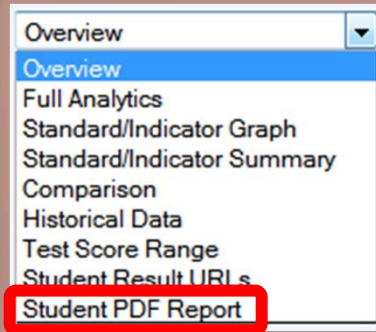 Overview
Overview
Full Analytics
Standard/Indicator Graph
Standard/Indicator Summary
Comparison
Historical Data
Test Score Range
Student Result URLs
Student PDF Report